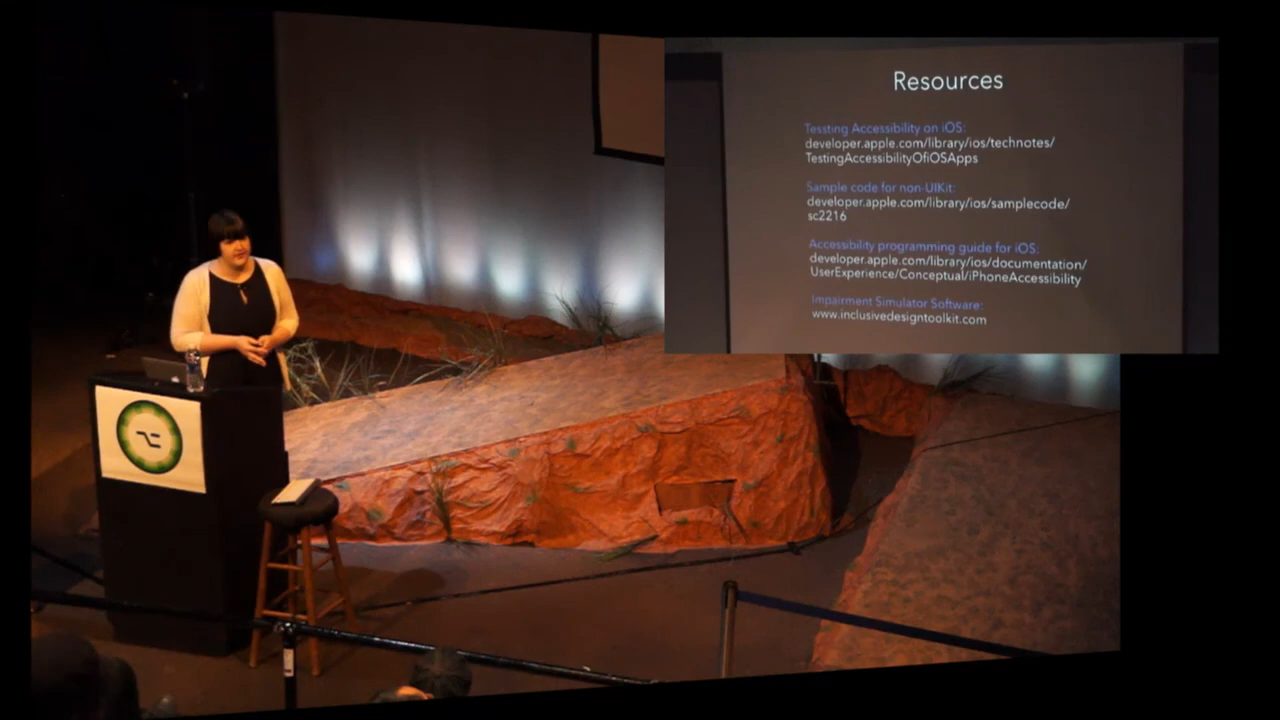 Resources
Tessting Accessibility on iOS:
developer.apple.com/library/ios/technotes/
TestingAccessibilityOfiOSApps
Sample code for non-UIKit:
developer.apple.com/library/ios/samplecode/
sc2216
Accessibility programming guide for iOS:
developer.apple.com/library/ios/documentation/
UserExperience/Conceptual/iPhoneAccessibility
Impairment Simulator Software:
www.inclusivedesigntoolkit.com